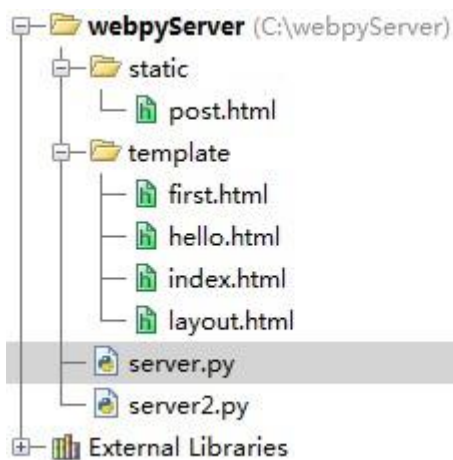 webpyServer (C:\webpyServer)
static
post.html
template
first.html
hello.html
index.html
layout.html
server.py
server2.py
External Libraries